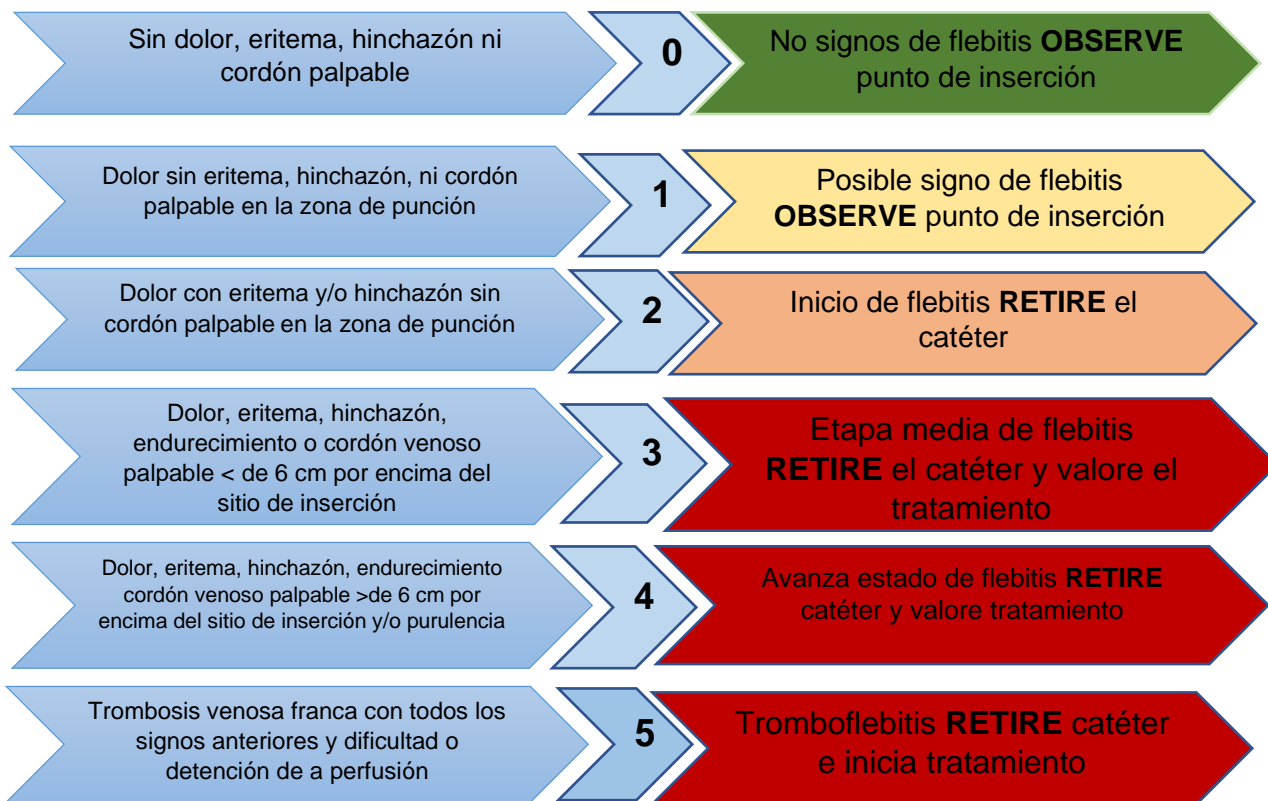 Sin dolor, eritema, hinchazón ni
cordón palpable
0
No signos de flebitis OBSERVE
punto de inserción
Dolor sin eritema, hinchazón, ni cordón
palpable en la zona de punción
1
Posible signo de flebitis
OBSERVE punto de inserción
Dolor con eritema y/o hinchazón sin
cordón palpable en la zona de punción
2
Inicio de flebitis RETIRE el
catéter
Dolor, eritema, hinchazón,
endurecimiento o cordón venoso
palpable < de 6 cm por encima del
sitio de inserción
3
Etapa media de flebitis
RETIRE el catéter y valore el
tratamiento
Dolor, eritema, hinchazón, endurecimiento
cordón venoso palpable >de 6 cm por
encima del sitio de inserción y/o purulencia
4
Avanza estado de flebitis RETIRE
catéter y valore tratamiento
Trombosis venosa franca con todos los
signos anteriores y dificultad o
detención de a perfusión
5
Tromboflebitis RETIRE catéter
e inicia tratamiento